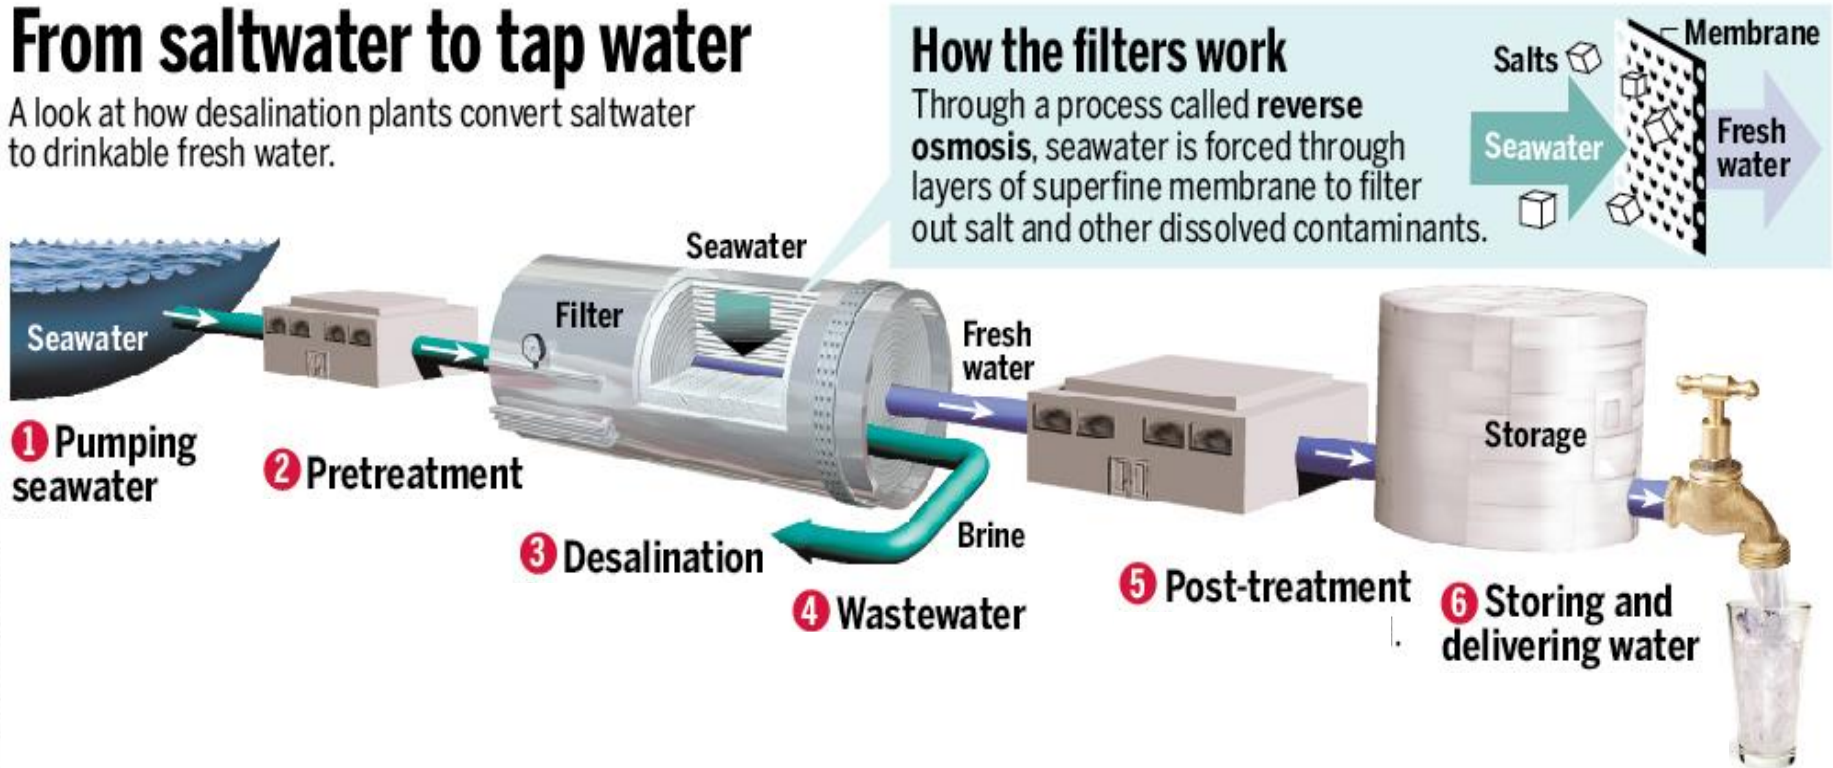 From saltwater to tap water
A look at how desalination plants convert saltwater
to drinkable fresh water.
How the filters work
Through a process called reverse
osmosis, seawater is forced through
layers of superfine membrane to filter
out salt and other dissolved contaminants.
Salts
Membrane
Seawater
Fresh
water
Seawater
Seawater
Filter
Fresh
water
Brine
Storage
1 Pumping
seawater
2 Pretreatment
3 Desalination
4 Wastewater
5 Post-treatment
6 Storing and
delivering water